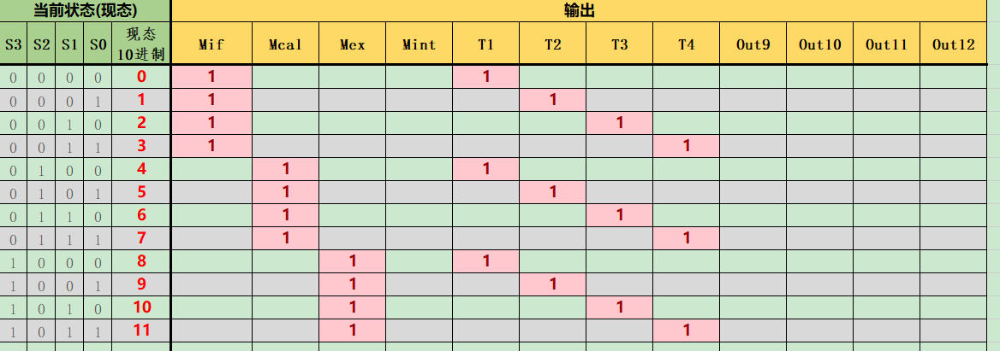 当前状态(现态) 输出
S3 S2 S1 S0 现态 10进制 Mif Mcal Mex Mint T1 T2 T3 T4 Out9 Out10 Out11 Out12
0 0 0 0 0 1 1
0 0 0 1 1 1 1
0 0 1 0 2 1 1
0 0 1 1 3 1 1
0 1 0 0 4 1 1
0 1 0 1 5 1 1
0 1 1 0 6 1 1
0 1 1 1 7 1 1
1 0 0 0 8 1 1
1 0 0 1 9 1 1
1 0 1 0 10 1 1
1 0 1 1 11 1 1